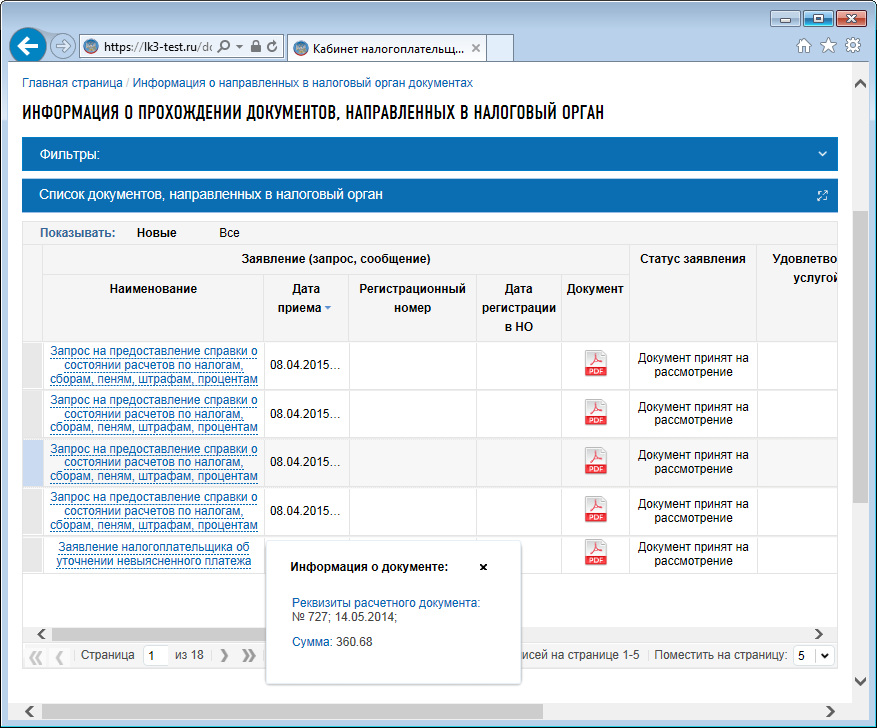 https://lk3-test.ru/do
Кабинет налогоплательщ...
Главная страница / Информация о направленных в налоговый орган документах
ИНФОРМАЦИЯ О ПРОХОЖДЕНИИ ДОКУМЕНТОВ, НАПРАВЛЕННЫХ В НАЛОГОВЫЙ ОРГАН
Фильтры:
Список документов, направленных в налоговый орган
Показывать: Новые Все
Заявление (запрос, сообщение)
Статус заявления
Удовлетво
услугой
Наименование
Дата
приема
Регистрационный
номер
Дата
регистрации
в НО
Документ
Запрос на предоставление справки о
состоянии расчетов по налогам,
сборам, пеням, штрафам, процентам
08.04.2015...
PDF
Документ принят на
рассмотрение
Запрос на предоставление справки о
состоянии расчетов по налогам,
сборам, пеням, штрафам, процентам
08.04.2015...
PDF
Документ принят на
рассмотрение
Запрос на предоставление справки о
состоянии расчетов по налогам,
сборам, пеням, штрафам, процентам
08.04.2015...
PDF
Документ принят на
рассмотрение
Запрос на предоставление справки о
состоянии расчетов по налогам,
сборам, пеням, штрафам, процентам
08.04.2015...
PDF
Документ принят на
рассмотрение
Заявление налогоплательщика об
уточнении невыясненного платежа
PDF
Документ принят на
рассмотрение
Информация о документе:
Реквизиты расчетного документа:
№ 727; 14.05.2014;
Сумма: 360.68
Страница 1 из 18
исей на странице 1-5 Поместить на страницу: 5